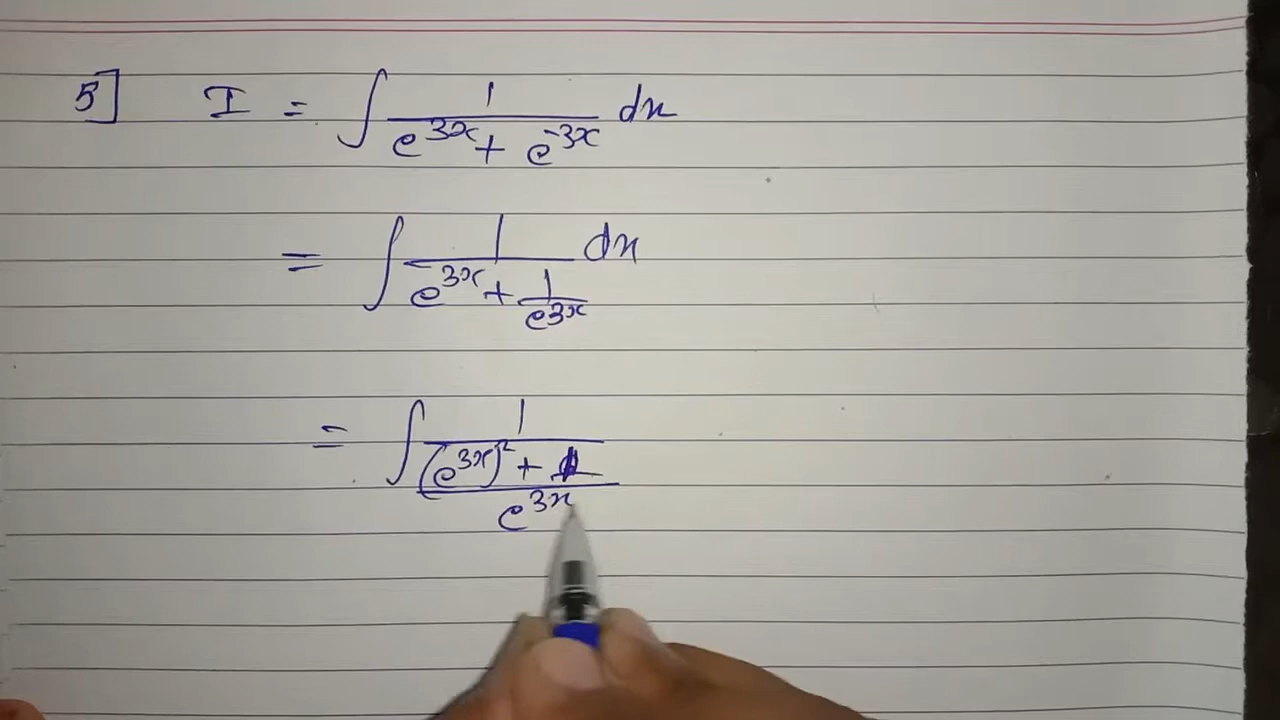 5] I = ∫ 1/(e^{3x} + e^{-3x}) dx
= ∫ 1/(e^{3x} + 1/e^{3x}) dx
= ∫ 1/(((e^{3x})² + 1)/e^{3x})